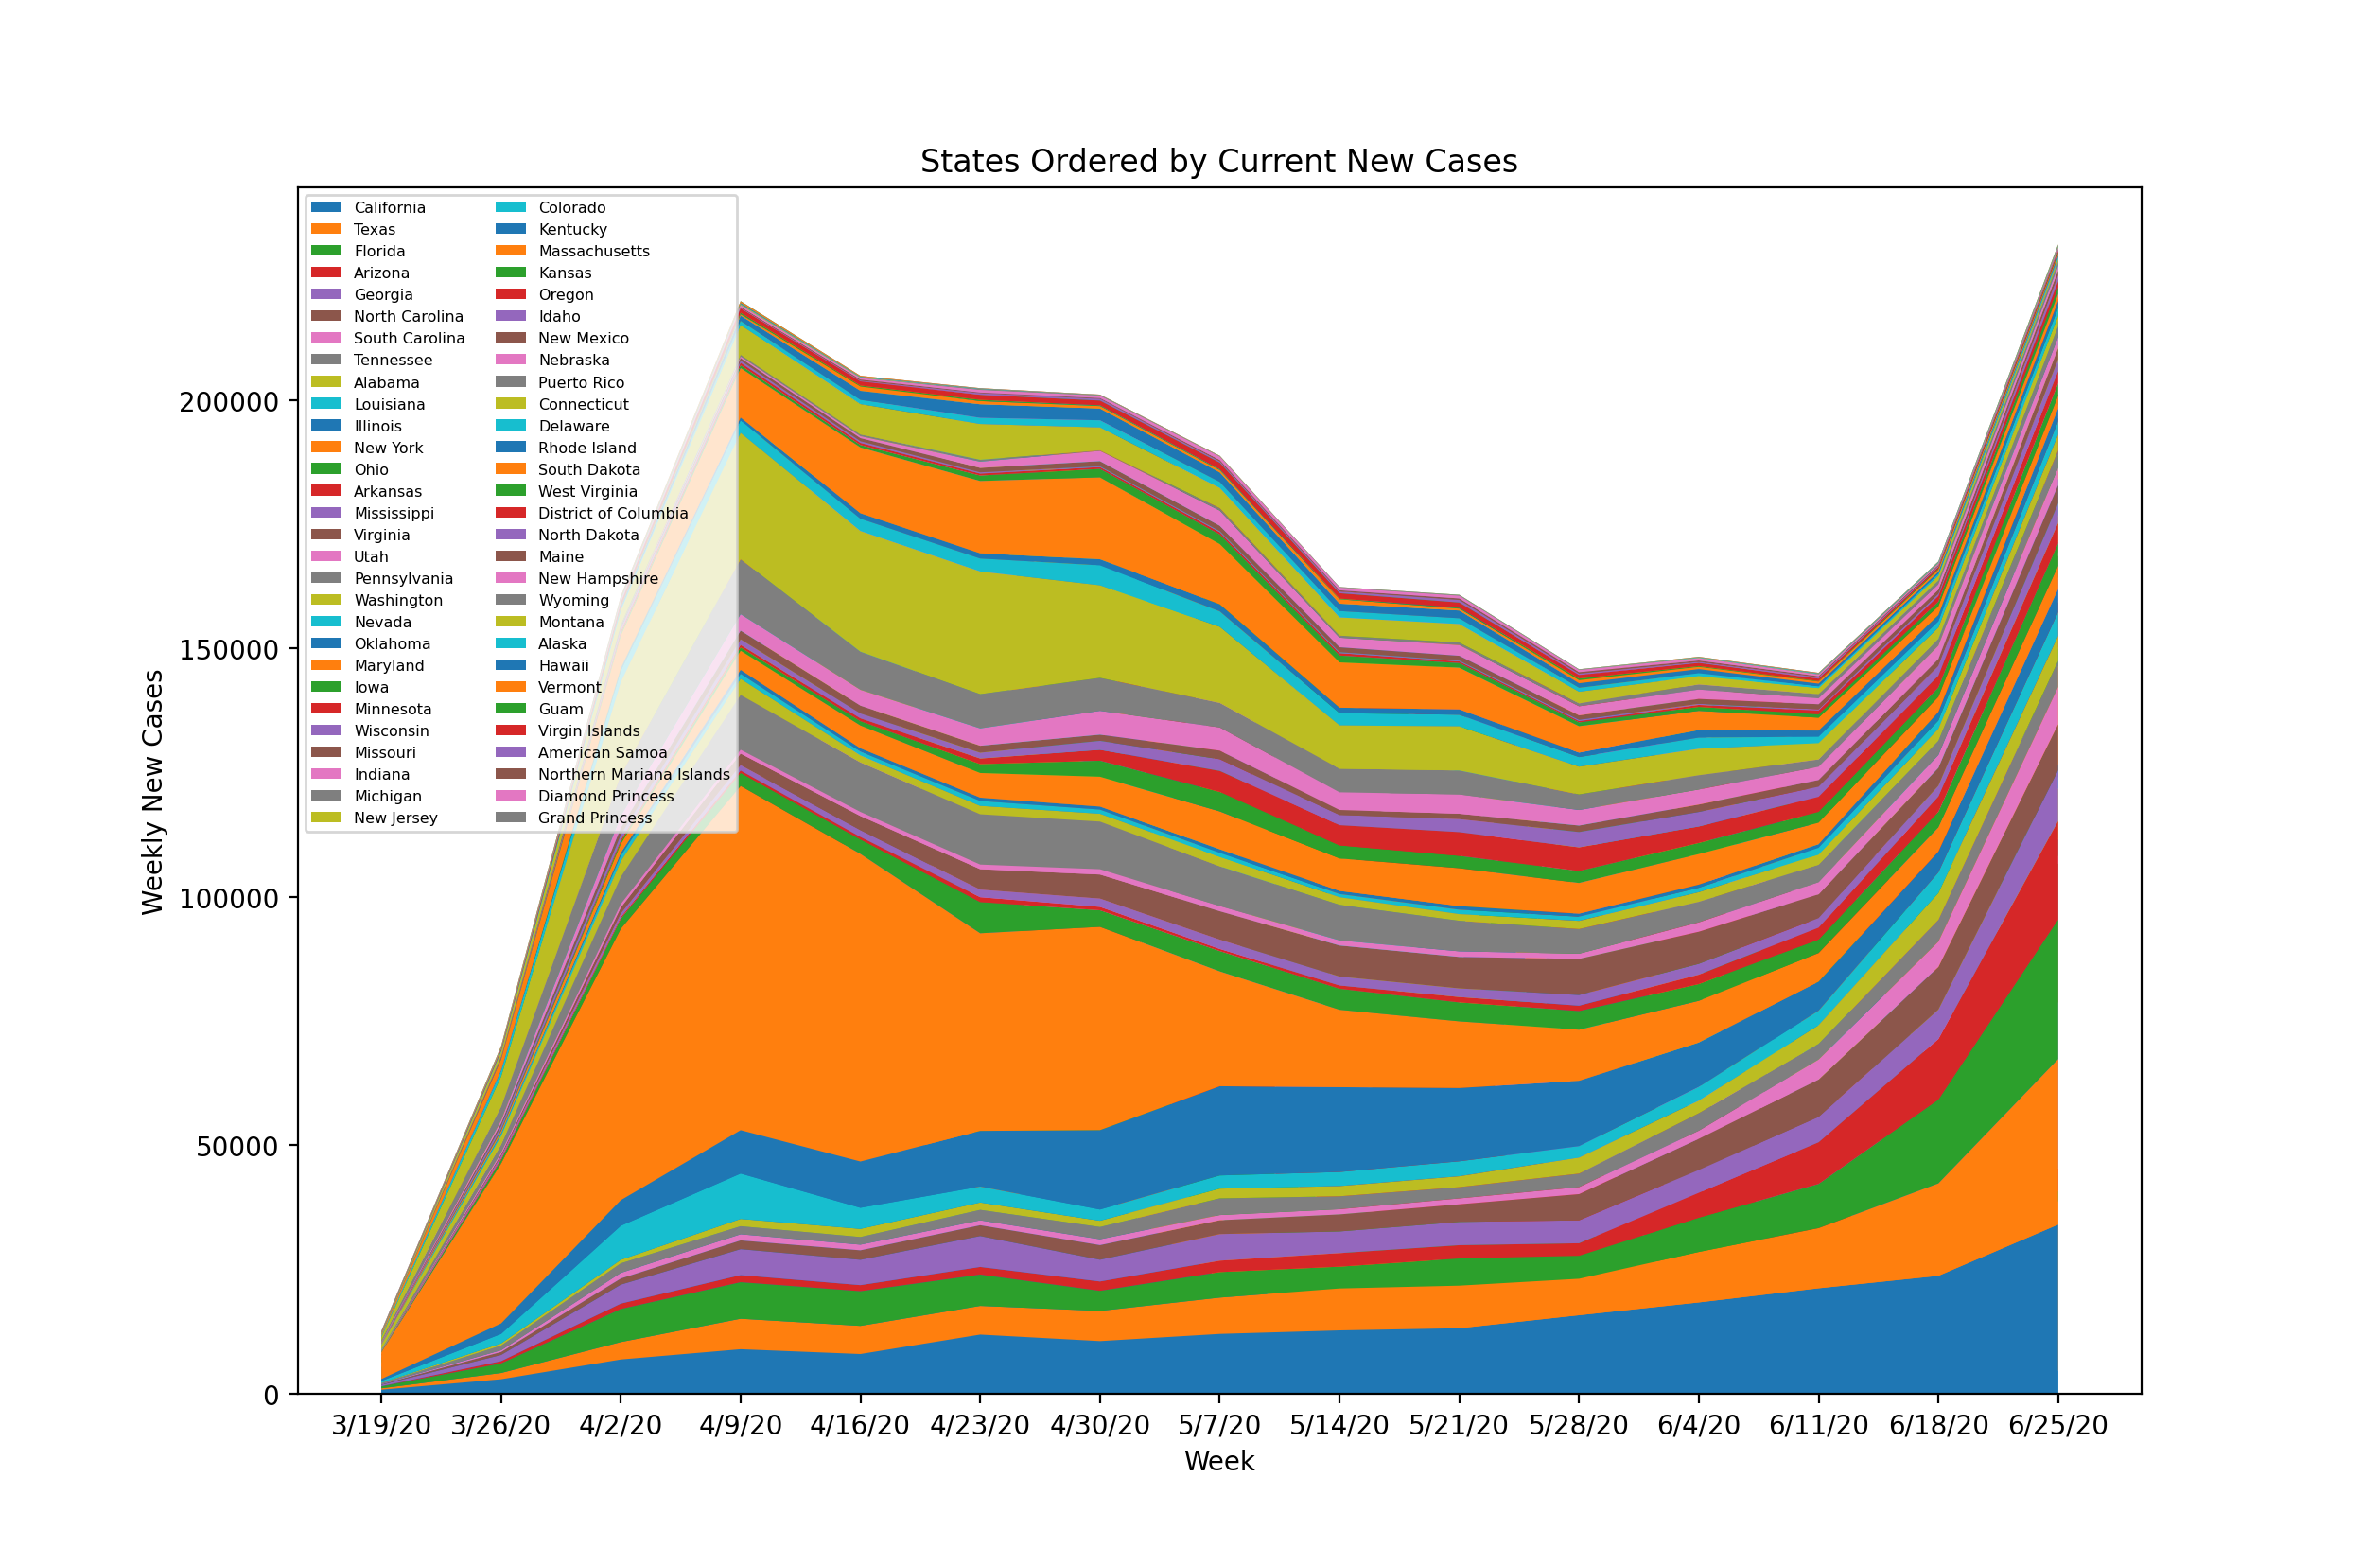 States Ordered by Current New Cases
California
Texas
Florida
Arizona
Georgia
North Carolina
South Carolina
Tennessee
Alabama
Louisiana
Illinois
New York
Ohio
Arkansas
Mississippi
Virginia
Utah
Pennsylvania
Washington
Nevada
Oklahoma
Maryland
Iowa
Minnesota
Wisconsin
Missouri
Indiana
Michigan
New Jersey
Colorado
Kentucky
Massachusetts
Kansas
Oregon
Idaho
New Mexico
Nebraska
Puerto Rico
Connecticut
Delaware
Rhode Island
South Dakota
West Virginia
District of Columbia
North Dakota
Maine
New Hampshire
Wyoming
Montana
Alaska
Hawaii
Vermont
Guam
Virgin Islands
American Samoa
Northern Mariana Islands
Diamond Princess
Grand Princess
Weekly New Cases
200000
150000
100000
50000
0
3/19/20 3/26/20 4/2/20 4/9/20 4/16/20 4/23/20 4/30/20 5/7/20 5/14/20 5/21/20 5/28/20 6/4/20 6/11/20 6/18/20 6/25/20
Week